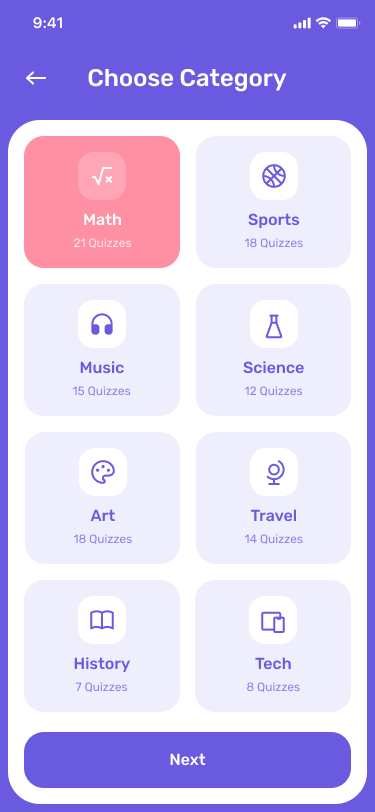 9:41
Choose Category
Math
21 Quizzes
Sports
18 Quizzes
Music
15 Quizzes
Science
12 Quizzes
Art
18 Quizzes
Travel
14 Quizzes
History
7 Quizzes
Tech
8 Quizzes
Next